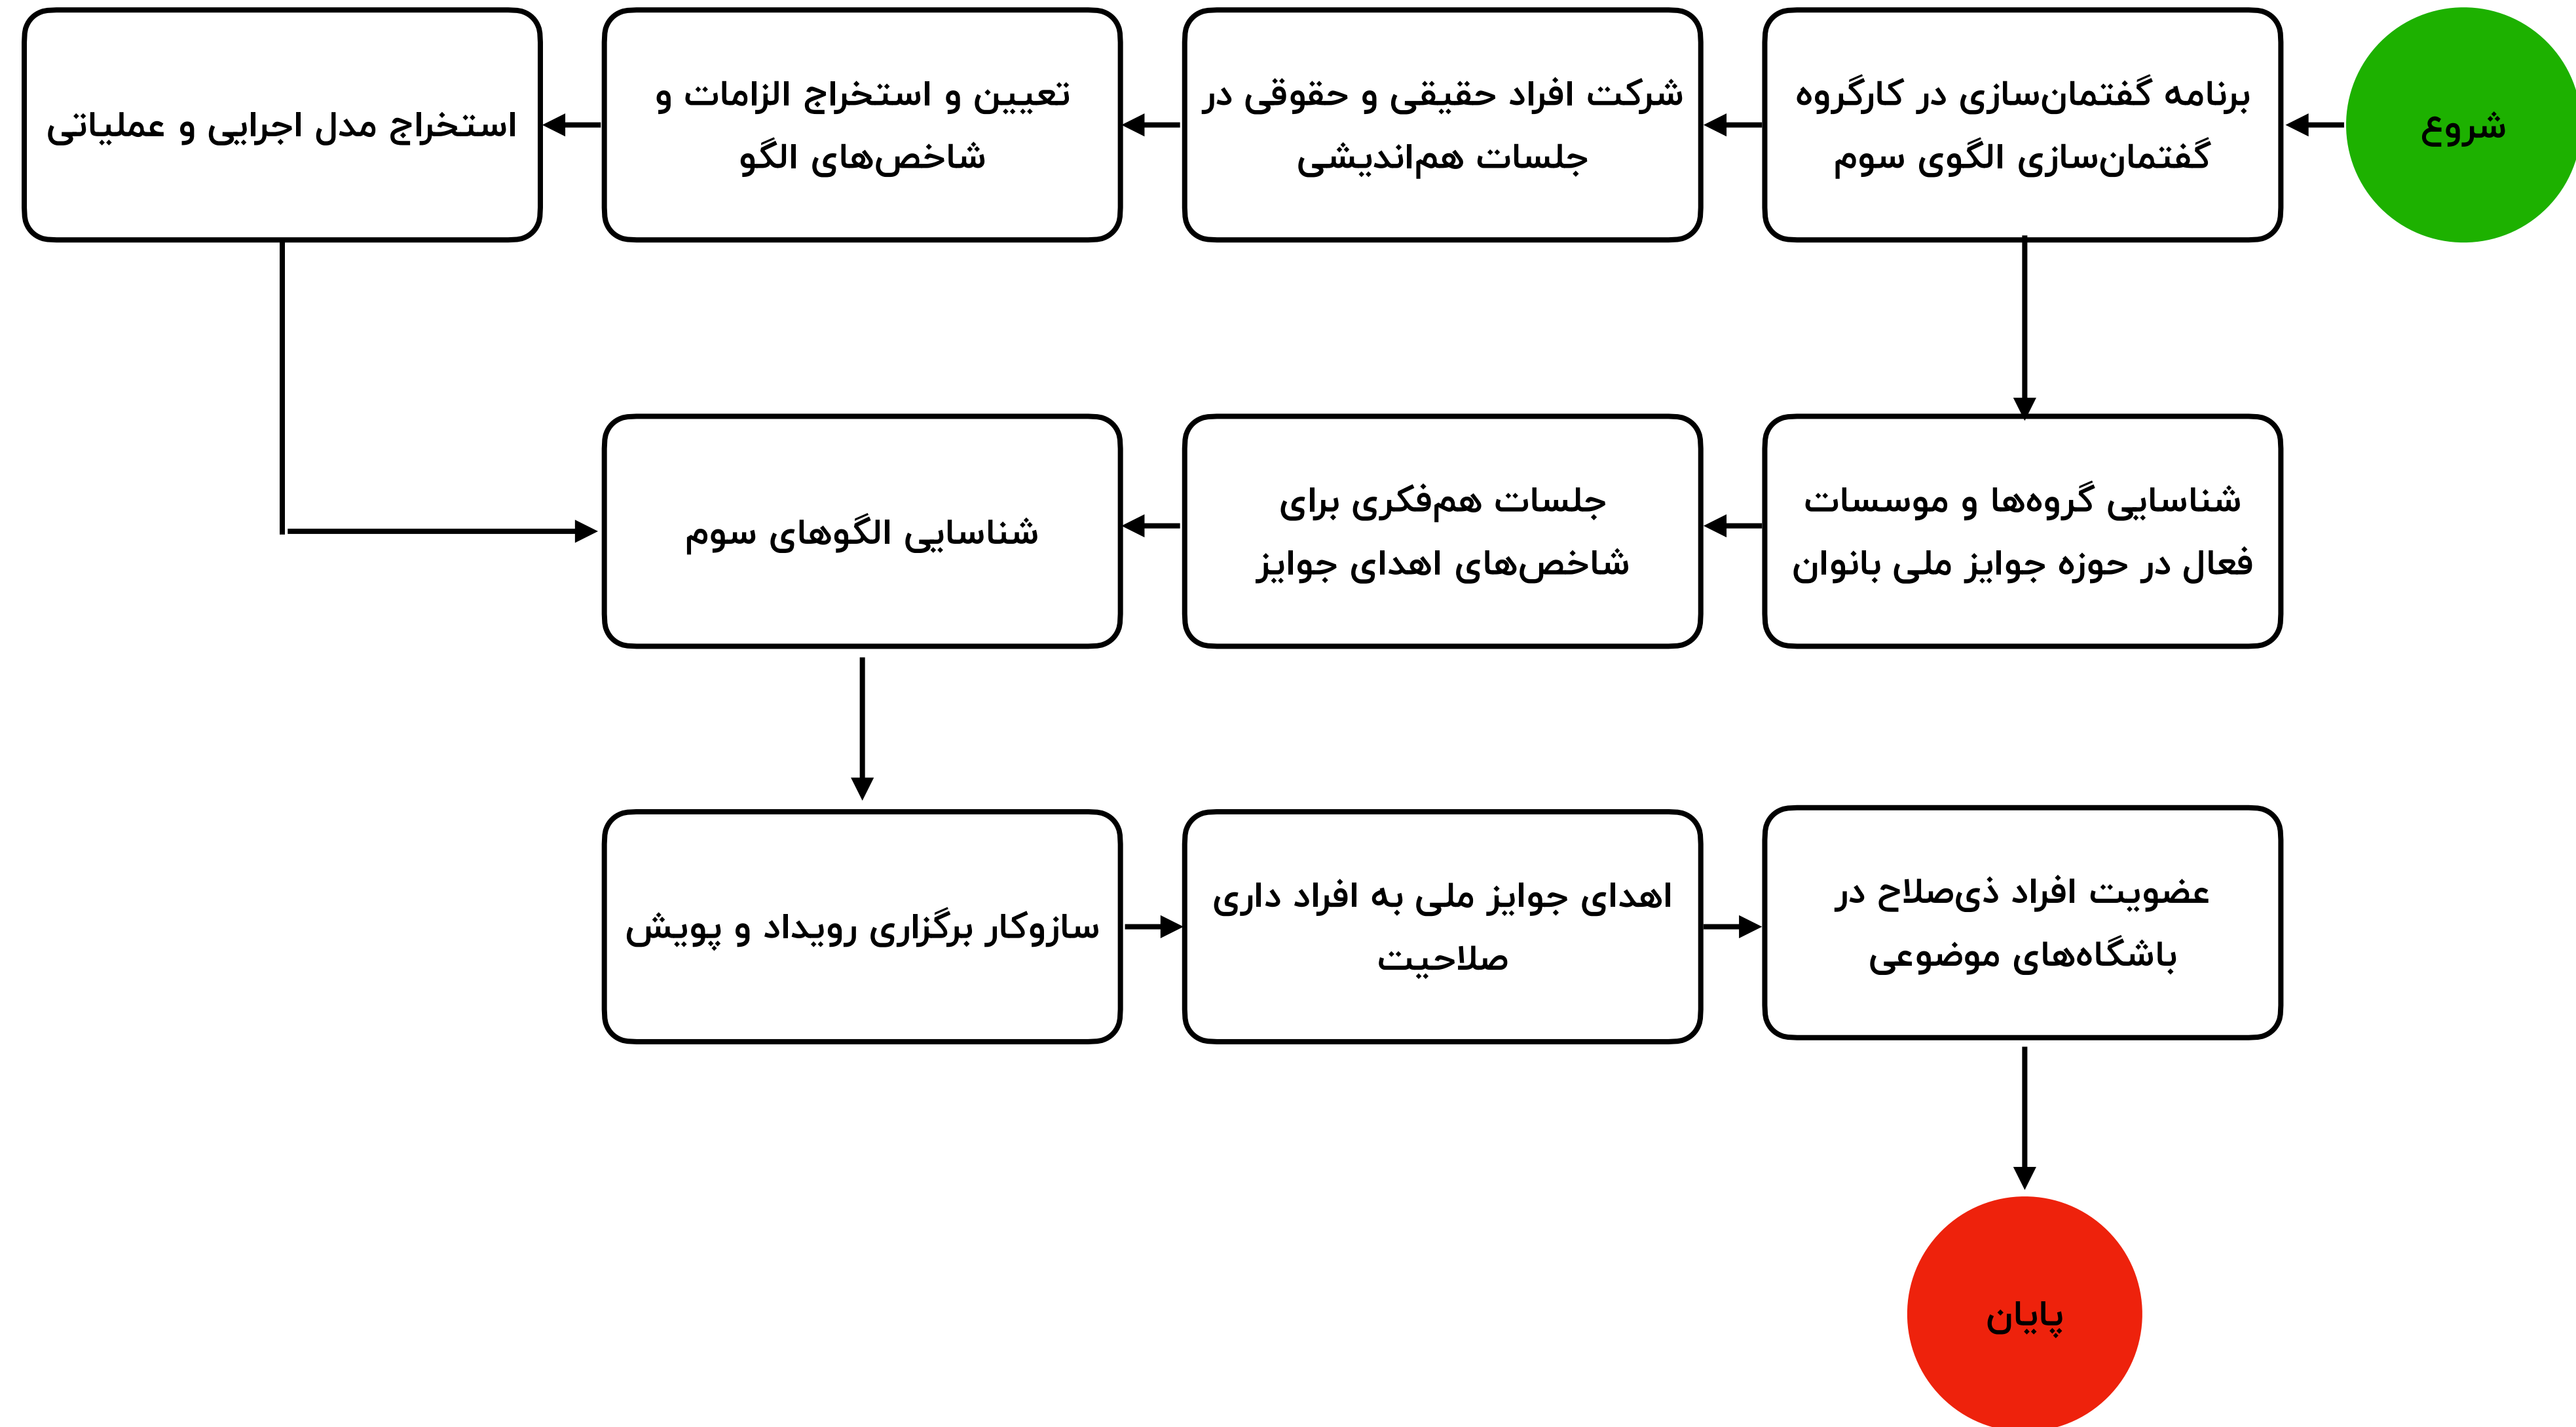 شروع
برنامه گفتمان‌سازی در کارگروه
گفتمان‌سازی الگوی سوم
شرکت افراد حقیقی و حقوقی در
جلسات هم‌اندیشی
تعیین و استخراج الزامات و
شاخص‌های الگو
استخراج مدل اجرایی و عملیاتی
شناسایی گروه‌ها و موسسات
فعال در حوزه جوایز ملی بانوان
جلسات هم‌فکری برای
شاخص‌های اهدای جوایز
شناسایی الگوهای سوم
سازوکار برگزاری رویداد و پویش
اهدای جوایز ملی به افراد داری
صلاحیت
عضویت افراد ذی‌صلاح در
باشگاه‌های موضوعی
پایان